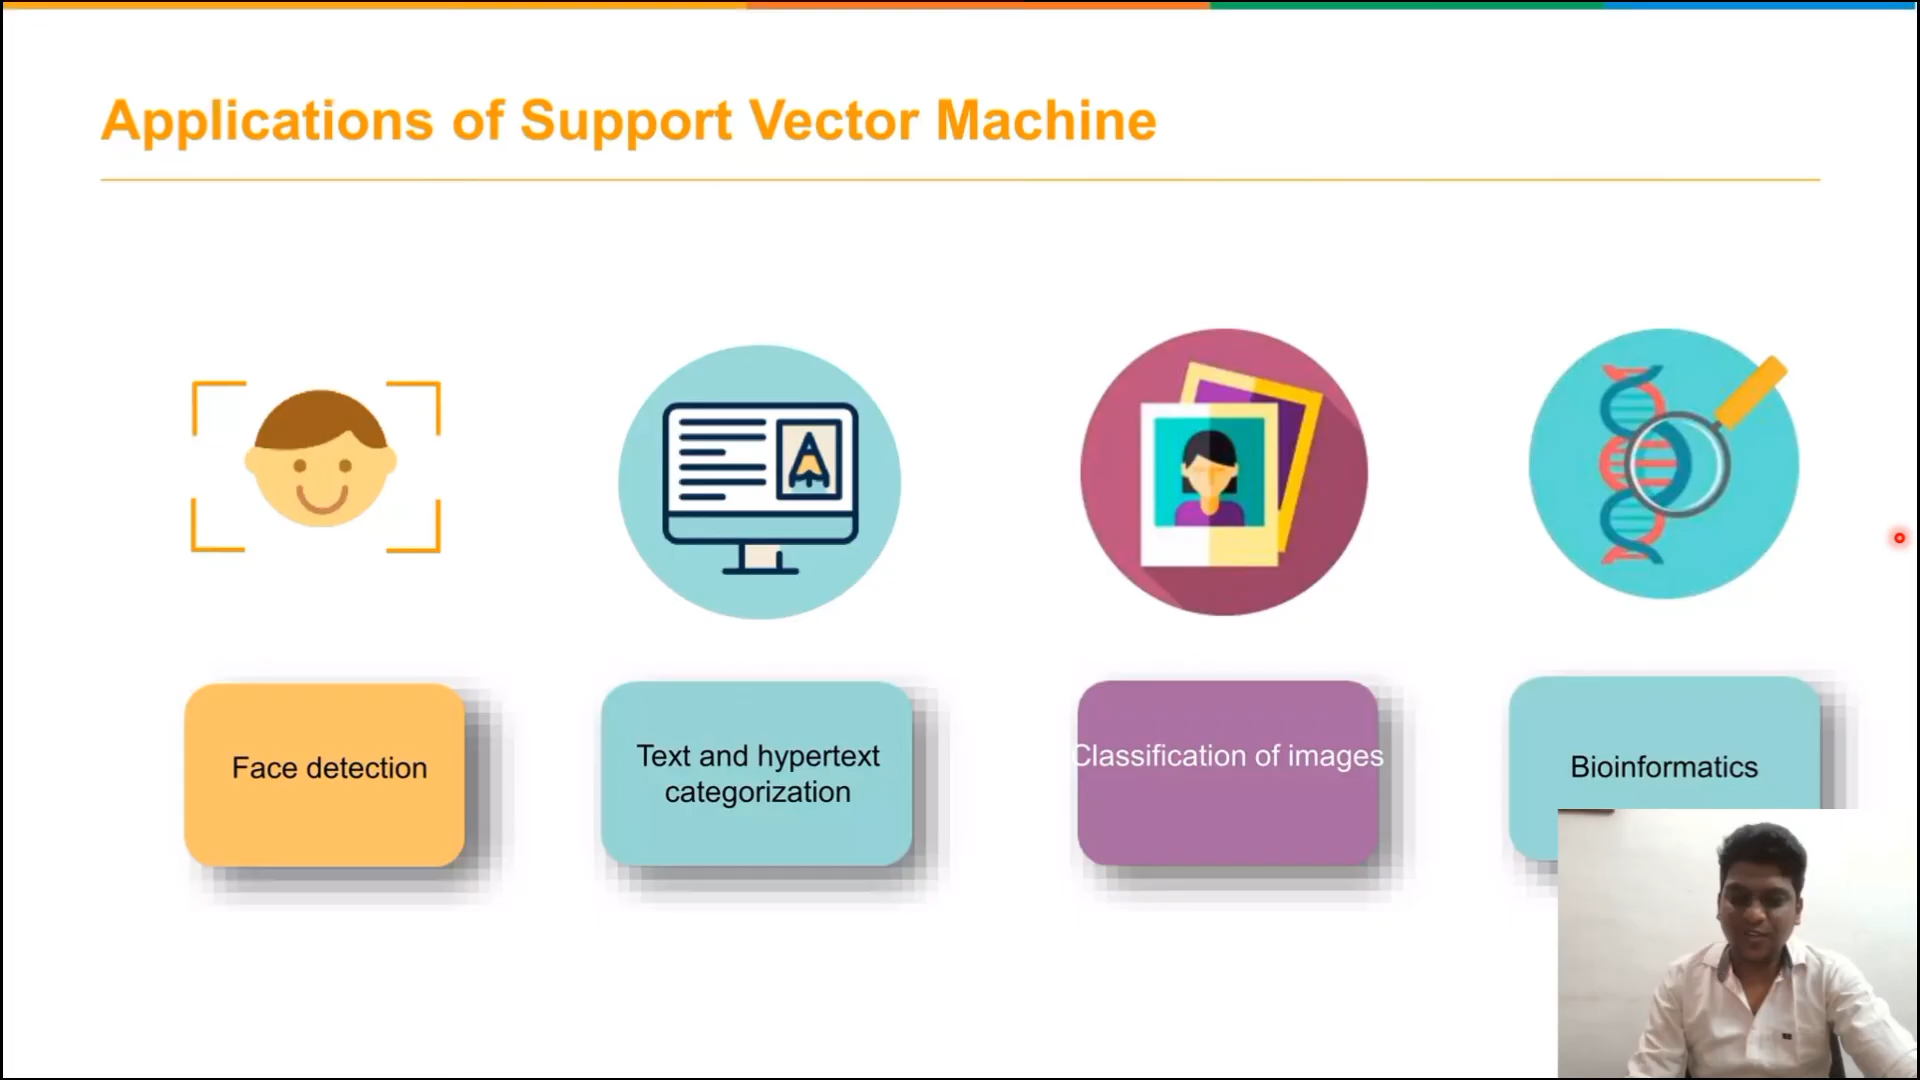 Applications of Support Vector Machine
Face detection
Text and hypertext
categorization
Classification of images
Bioinformatics